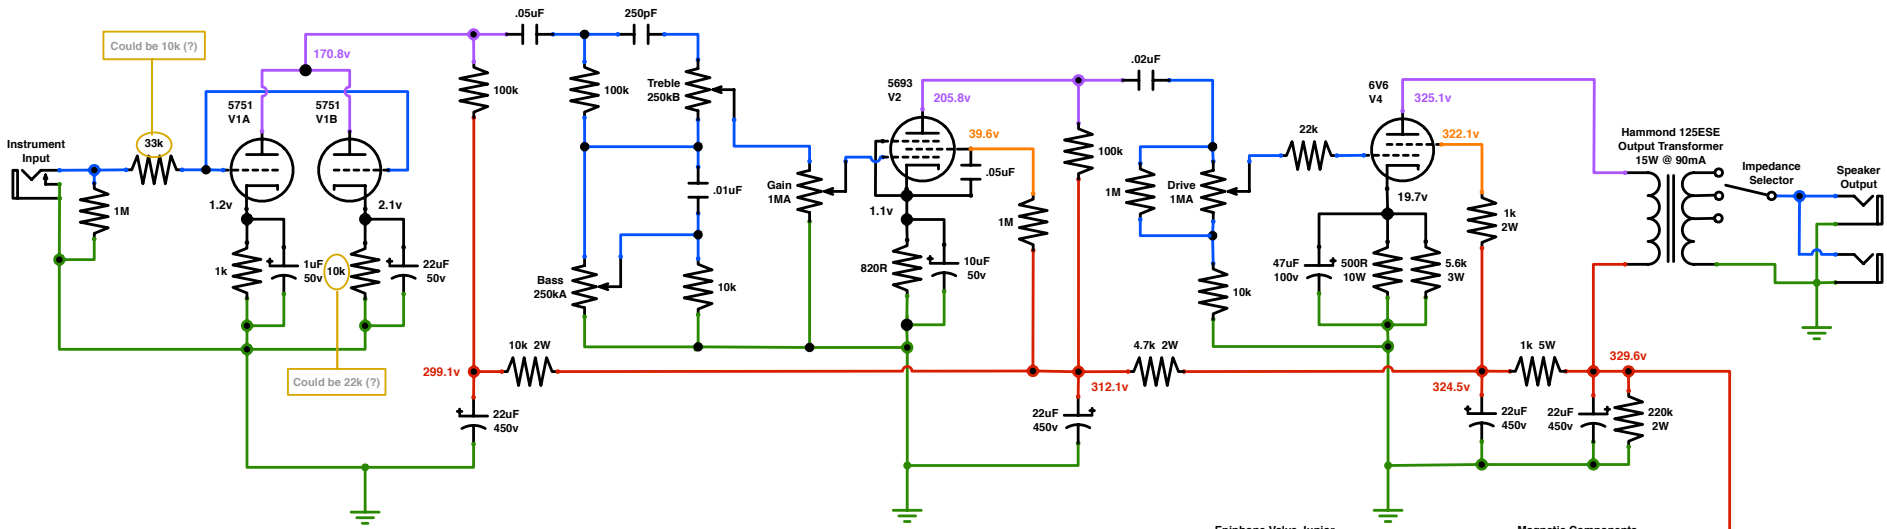 .05uF
250pF
Could be 10k (?)
170.8v
.02uF
5751
V1A
5751
V1B
100k
100k
Treble
250kB
5693
V2
205.8v
6V6
V4
325.1v
Instrument
Input
33k
39.6v
22k
322.1v
Hammond 125ESE
Output Transformer
15W @ 90mA
Impedance
Selector
Speaker
Output
100k
.05uF
.01uF
Gain
1MA
1M
Drive
1MA
1M
1.2v
2.1v
1.1v
19.7v
1M
1k
2W
1k
1uF
50v
10k
22uF
50v
Bass
250kA
10k
820R
10uF
50v
10k
47uF
100v
500R
10W
5.6k
3W
10k 2W
4.7k 2W
1k 5W
329.6v
299.1v
312.1v
324.5v
Could be 22k (?)
22uF
450v
22uF
450v
22uF
450v
22uF
450v
220k
2W
Epiphone Valve Junior
Magnetic Components